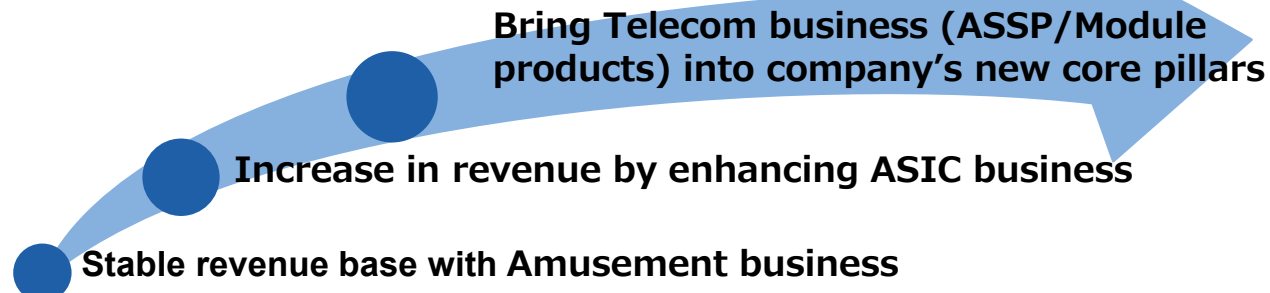 Bring Telecom business (ASSP/Module
products) into company’s new core pillars
Increase in revenue by enhancing ASIC business
Stable revenue base with Amusement business